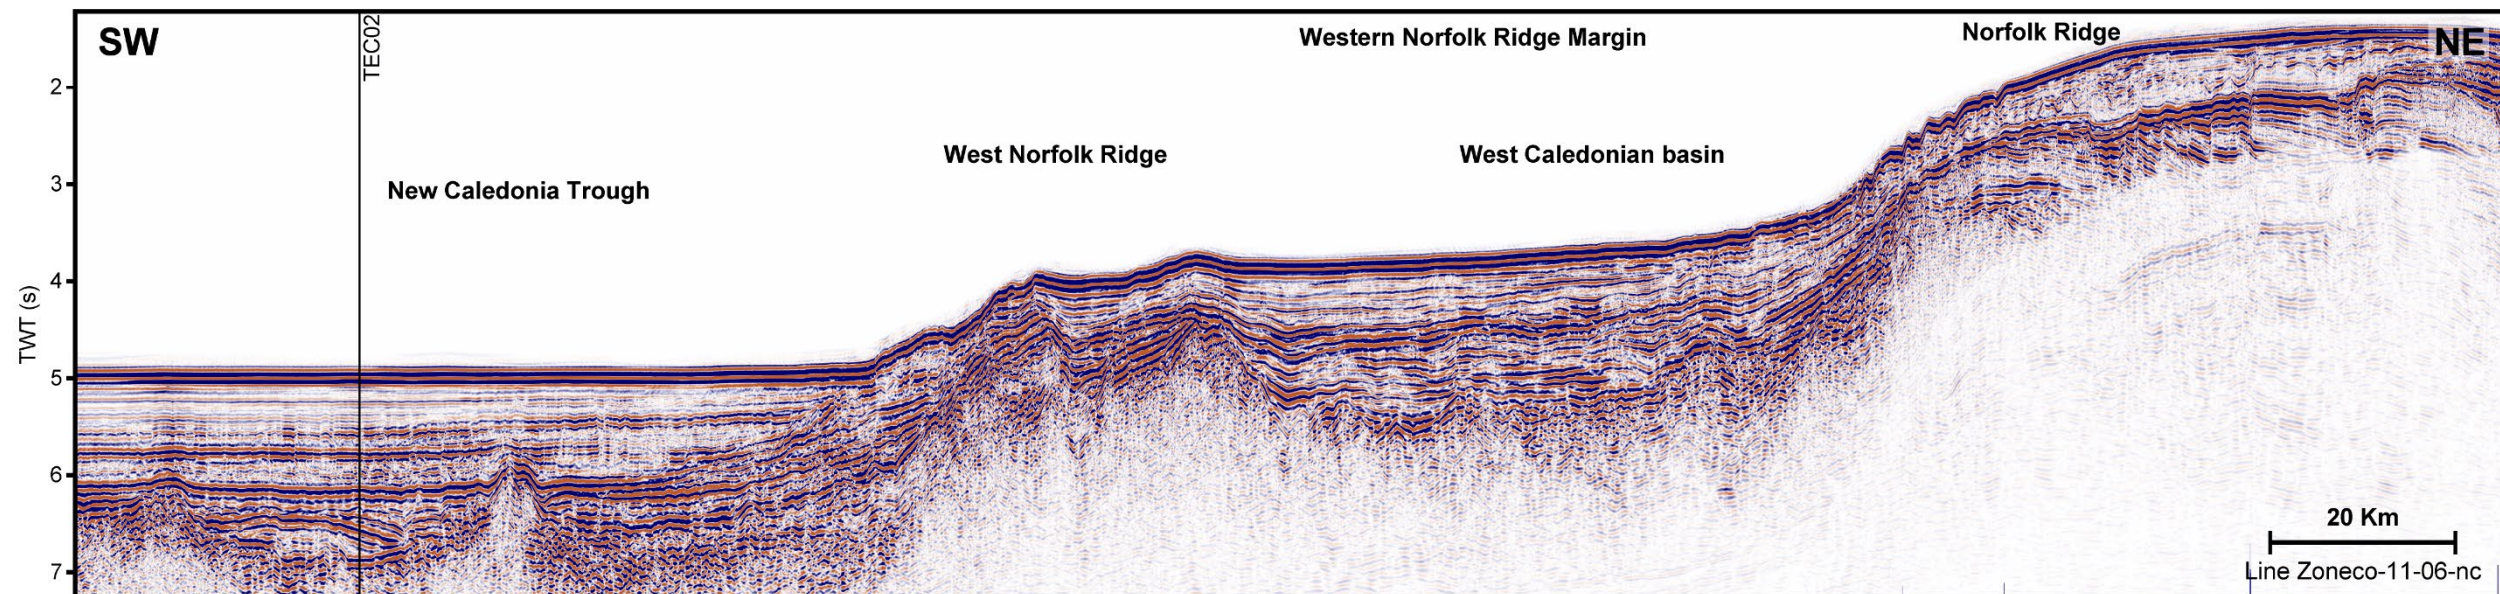 SW
TEC02
Western Norfolk Ridge Margin
Norfolk Ridge
NE
2
West Norfolk Ridge
West Caledonian basin
3
New Caledonia Trough
4
TWT (s)
5
6
20 Km
7
Line Zoneco-11-06-nc